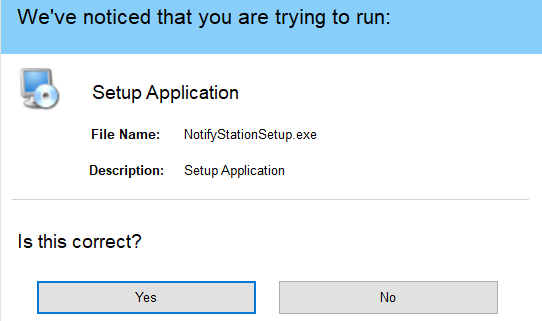 We've noticed that you are trying to run:
Setup Application
File Name: NotifyStationSetup.exe
Description: Setup Application
Is this correct?
Yes No